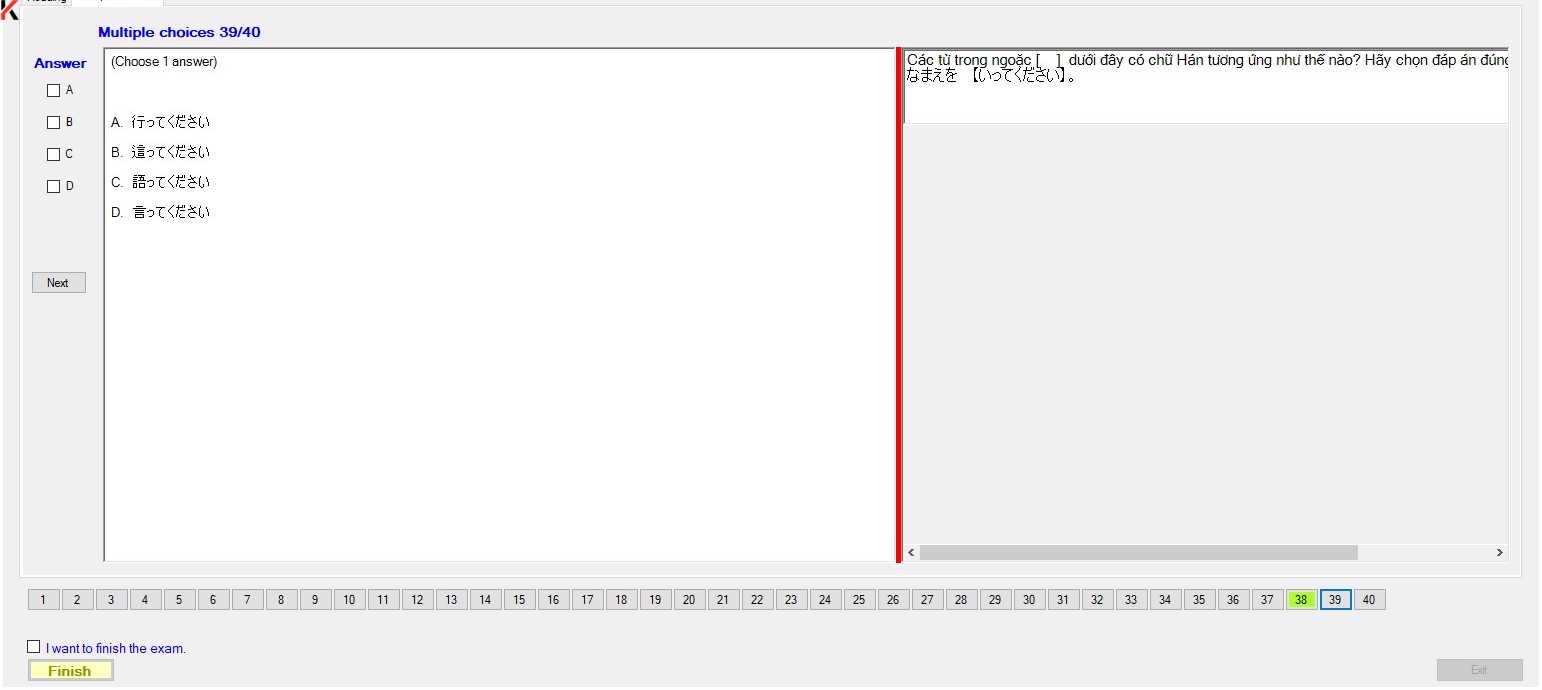 Multiple choices 39/40
Answer
A
B
C
D
Next
(Choose 1 answer)
A. 行ってください
B. 這ってください
C. 語ってください
D. 言ってください
Các từ trong ngoặc [ ] dưới đây có chữ Hán tương ứng như thế nào? Hãy chọn đáp án đúng
なまえを 【いってください】。
1 2 3 4 5 6 7 8 9 10 11 12 13 14 15 16 17 18 19 20 21 22 23 24 25 26 27 28 29 30 31 32 33 34 35 36 37 38 39 40
I want to finish the exam.
Finish
Exit